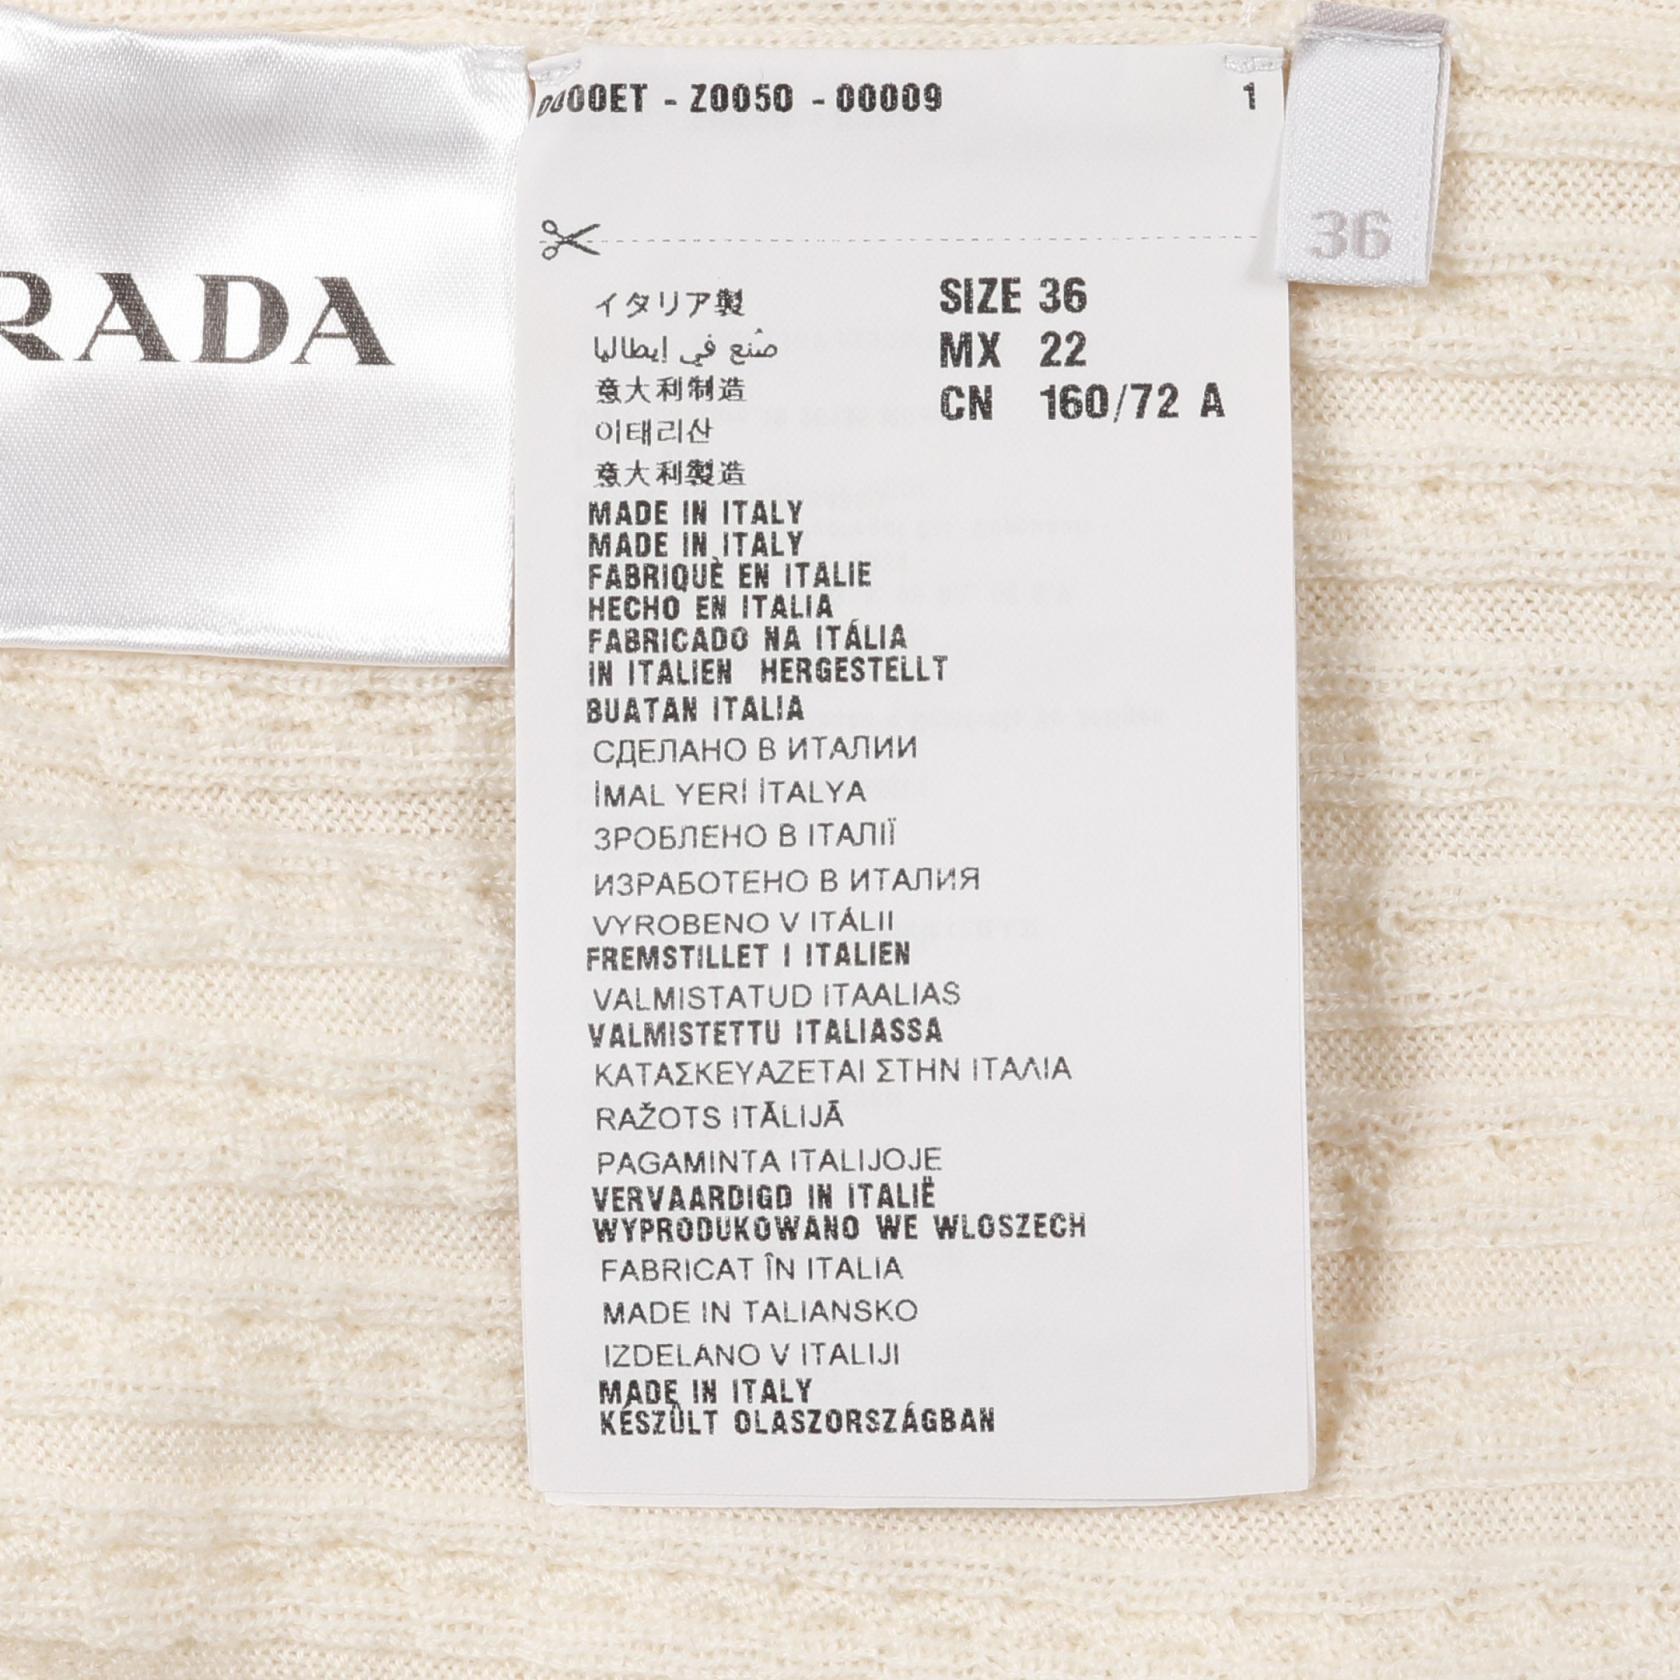 RADA
D000ET - Z0050 - 00009 1
36
イタリア製
صنع في إيطاليا
意大利制造
이태리산
意大利製造
SIZE 36
MX 22
CN 160/72 A
MADE IN ITALY
MADE IN ITALY
FABRIQUÈ EN ITALIE
HECHO EN ITALIA
FABRICADO NA ITÁLIA
IN ITALIEN HERGESTELLT
BUATAN ITALIA
СДЕЛАНО В ИТАЛИИ
İMAL YERİ İTALYA
ЗРОБЛЕНО В ІТАЛІЇ
ИЗРАБОТЕНО В ИТАЛИЯ
VYROBENO V ITÁLII
FREMSTILLET I ITALIEN
VALMISTATUD ITAALIAS
VALMISTETTU ITALIASSA
ΚΑΤΑΣΚΕΥΑΖΕΤΑΙ ΣΤΗΝ ΙΤΑΛΙΑ
RAŽOTS ITĀLIJĀ
PAGAMINTA ITALIJOJE
VERVAARDIGD IN ITALIË
WYPRODUKOWANO WE WLOSZECH
FABRICAT ÎN ITALIA
MADE IN TALIANSKO
IZDELANO V ITALIJI
MADE IN ITALY
KÉSZÜLT OLASZORSZÁGBAN